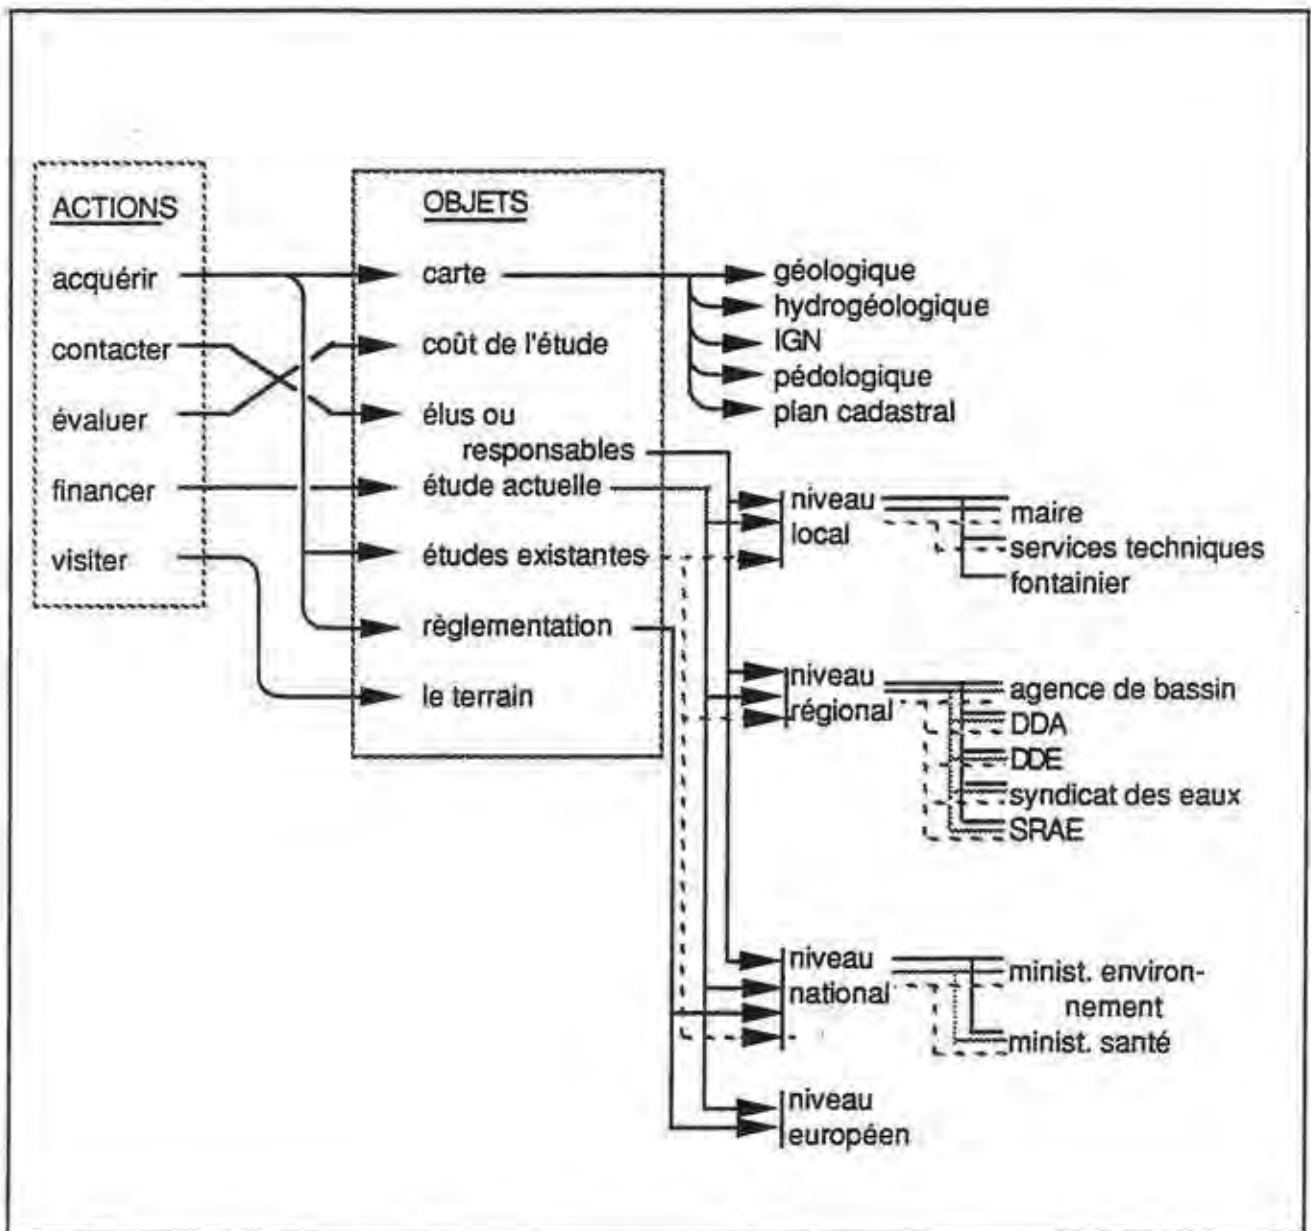 ACTIONS
acquérir
contacter
évaluer
financer
visiter
OBJETS
carte
coût de l'étude
élus ou
responsables
étude actuelle
études existantes
règlementation
le terrain
géologique
hydrogéologique
IGN
pédologique
plan cadastral
niveau
local
maire
services techniques
fontainier
niveau
régional
agence de bassin
DDA
DDE
syndicat des eaux
SRAE
niveau
national
minist. environ-
nement
minist. santé
niveau
européen